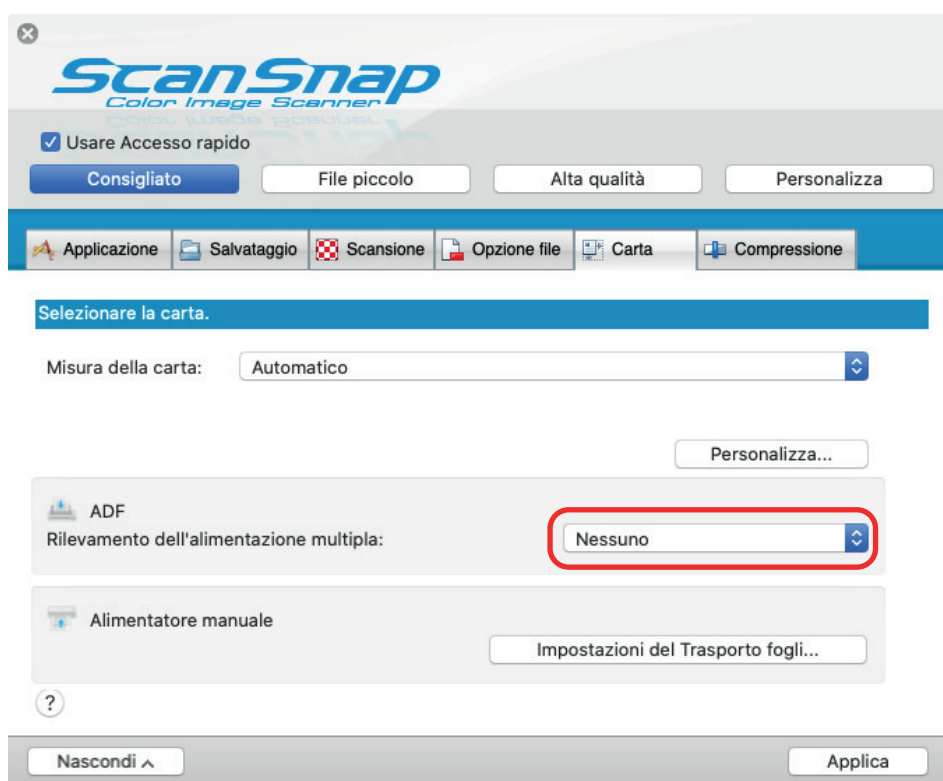 ScanSnap
Color Image Scanner
Usare Accesso rapido
Consigliato File piccolo Alta qualità Personalizza
Applicazione Salvataggio Scansione Opzione file Carta Compressione
Selezionare la carta.
Misura della carta: Automatico
Personalizza...
ADF
Rilevamento dell'alimentazione multipla: Nessuno
Alimentatore manuale
Impostazioni del Trasporto fogli...
?
Nascondi Applica